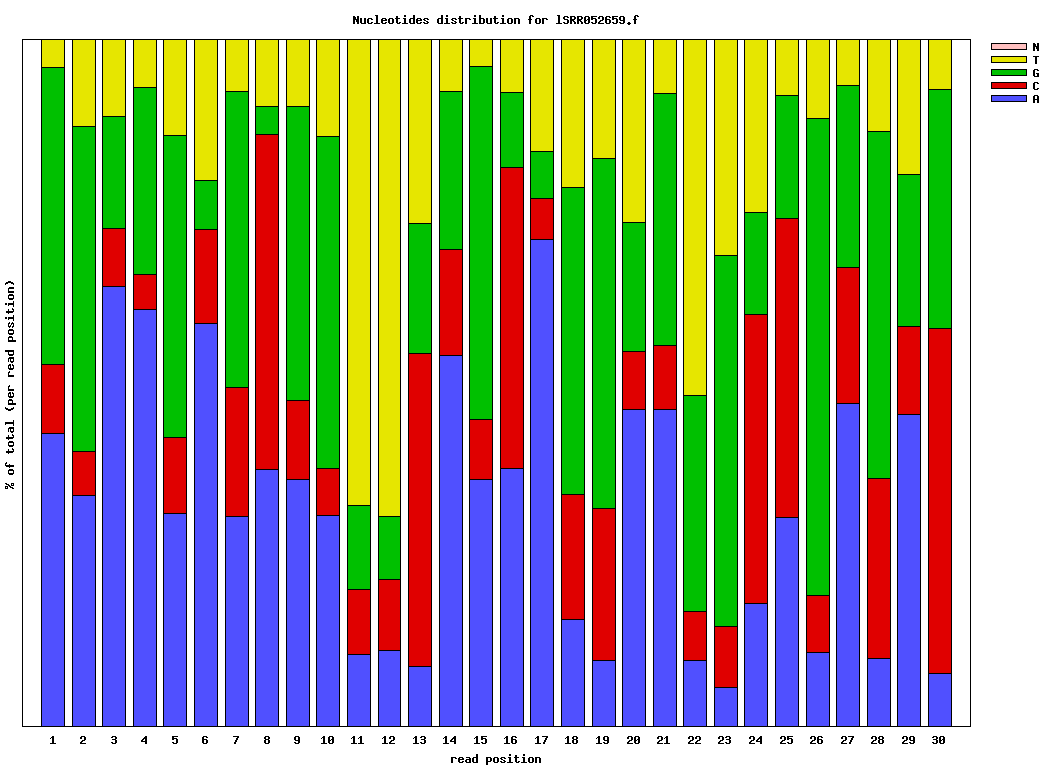 Nucleotides distribution for lSRR052659.f
N
T
G
C
A
% of total (per read position)
1 2 3 4 5 6 7 8 9 10 11 12 13 14 15 16 17 18 19 20 21 22 23 24 25 26 27 28 29 30
read position